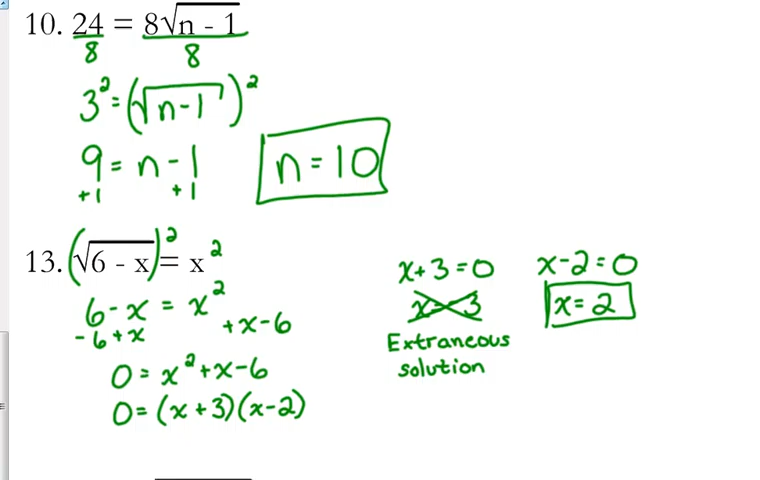 10. 24 = 8√n - 1
8 8
3² = (√n - 1)²
9 = n - 1
+1 +1
n = 10
13. (√6 - x)² = x²
6 - x = x²
- 6 + x + x - 6
0 = x² + x - 6
0 = (x + 3)(x - 2)
x + 3 = 0
x = -3
Extraneous
solution
x - 2 = 0
x = 2